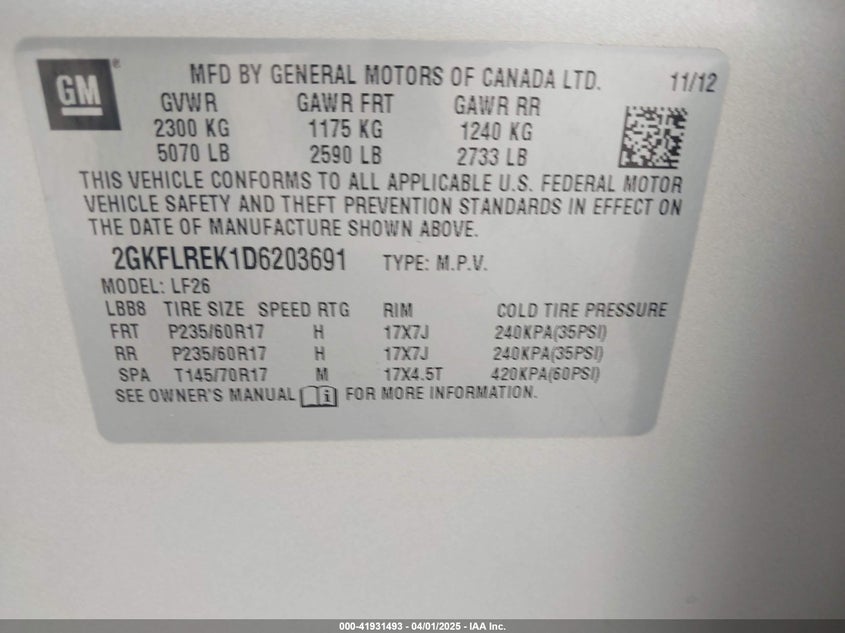 GM
®
MFD BY GENERAL MOTORS OF CANADA LTD. 11/12
GVWR GAWR FRT GAWR RR
2300 KG 1175 KG 1240 KG
5070 LB 2590 LB 2733 LB
THIS VEHICLE CONFORMS TO ALL APPLICABLE U.S. FEDERAL MOTOR
VEHICLE SAFETY AND THEFT PREVENTION STANDARDS IN EFFECT ON
THE DATE OF MANUFACTURE SHOWN ABOVE.
2GKFLREK1D6203691 TYPE: M.P.V.
MODEL: LF26
LBB8 TIRE SIZE SPEED RTG RIM COLD TIRE PRESSURE
FRT P235/60R17 H 17X7J 240KPA(35PSI)
RR P235/60R17 H 17X7J 240KPA(35PSI)
SPA T145/70R17 M 17X4.5T 420KPA(60PSI)
SEE OWNER'S MANUAL i FOR MORE INFORMATION.
000-41931493 - 04/01/2025 - IAA Inc.